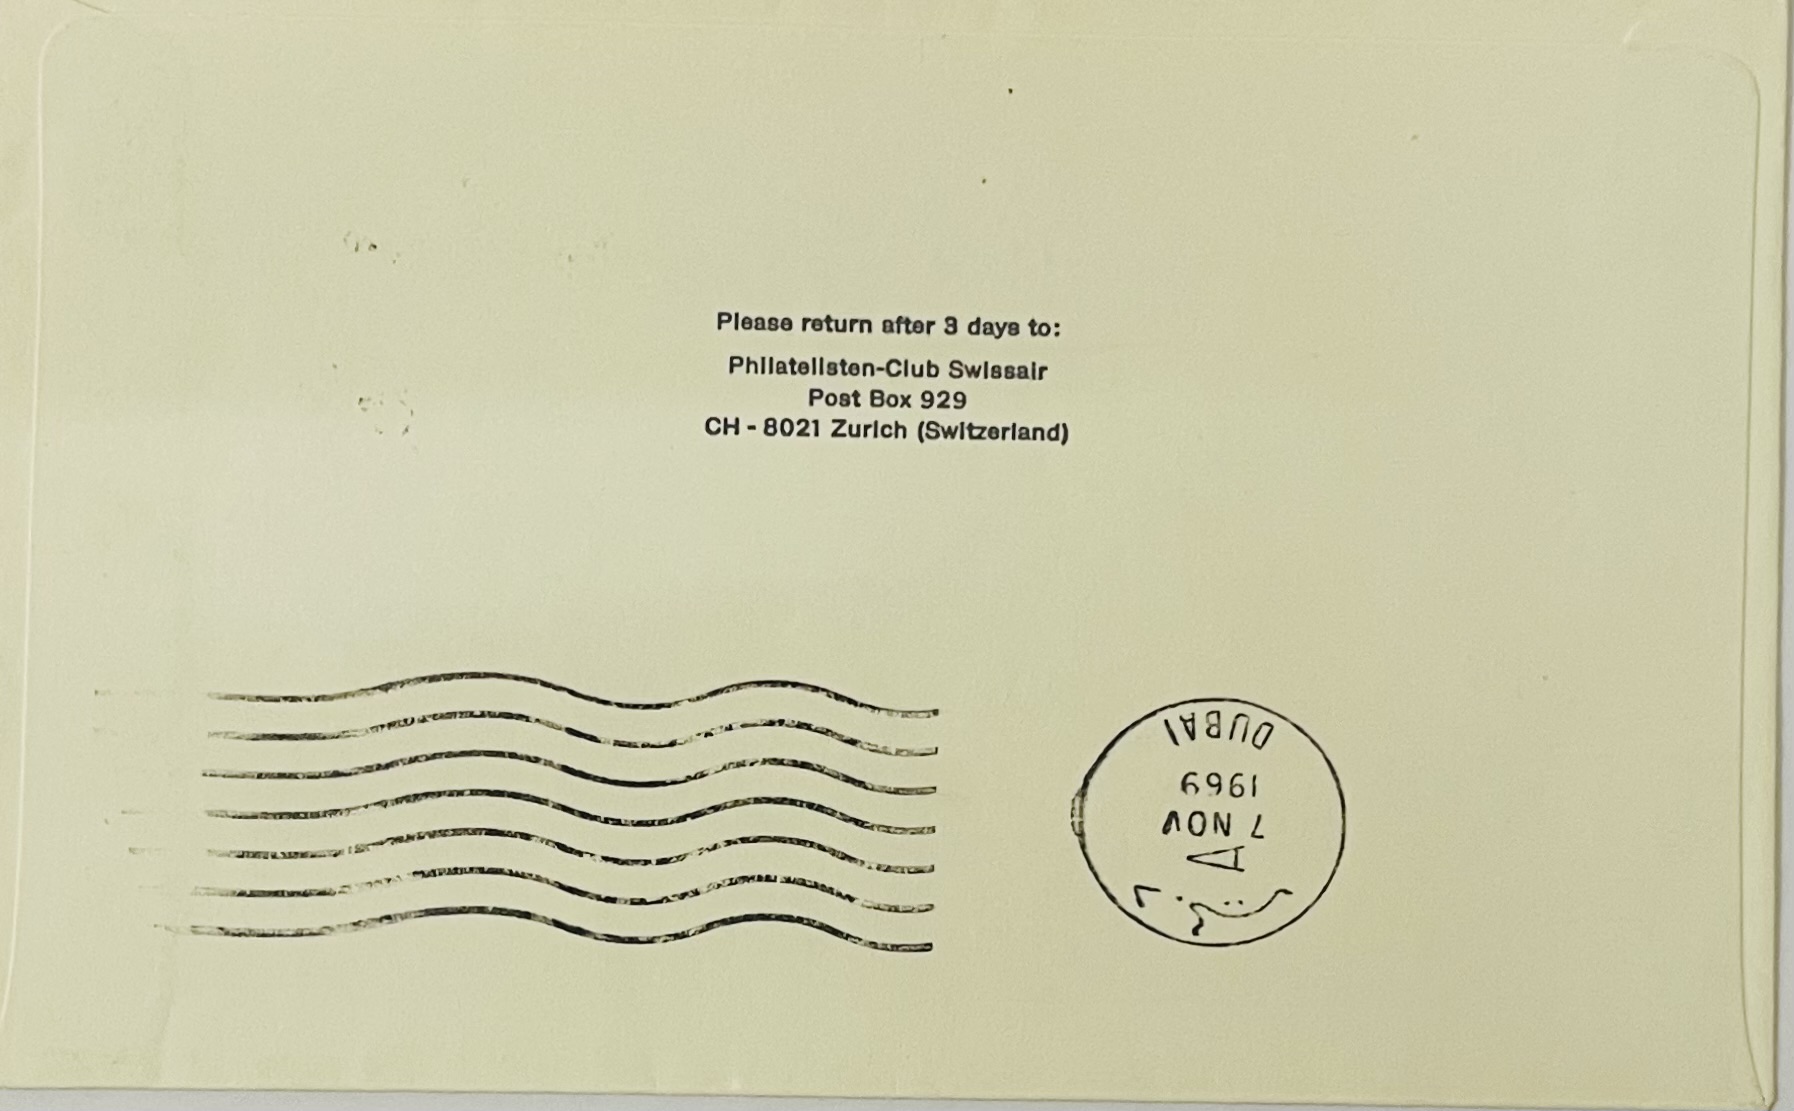 Please return after 3 days to:
Philatelisten-Club Swissair
Post Box 929
CH - 8021 Zurich (Switzerland)
دبي
A
7 NOV
1969
DUBAI